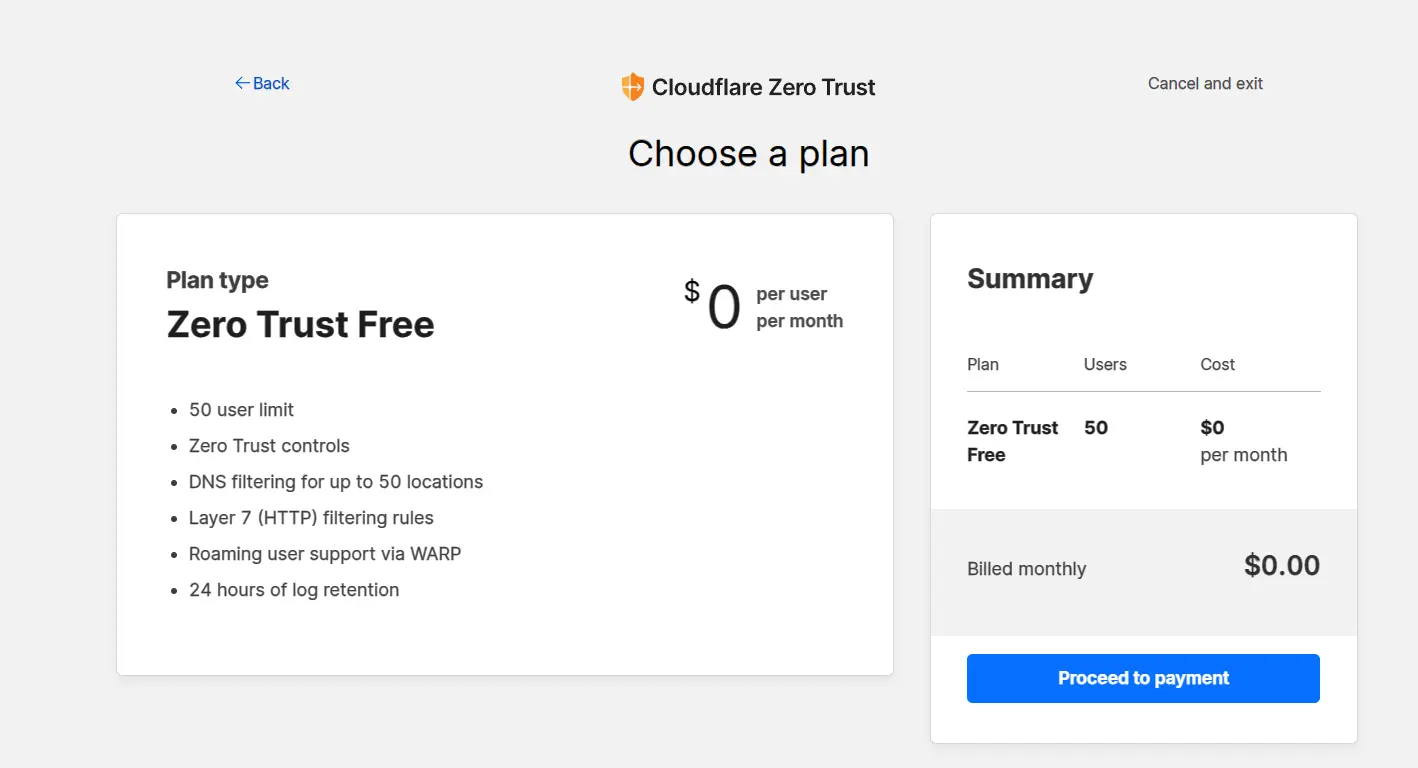 Back
Cloudflare Zero Trust
Cancel and exit
Choose a plan
Plan type
Zero Trust Free
$0 per user
per month
• 50 user limit
• Zero Trust controls
• DNS filtering for up to 50 locations
• Layer 7 (HTTP) filtering rules
• Roaming user support via WARP
• 24 hours of log retention
Summary
Plan Users Cost
Zero Trust 50 $0
Free per month
Billed monthly $0.00
Proceed to payment